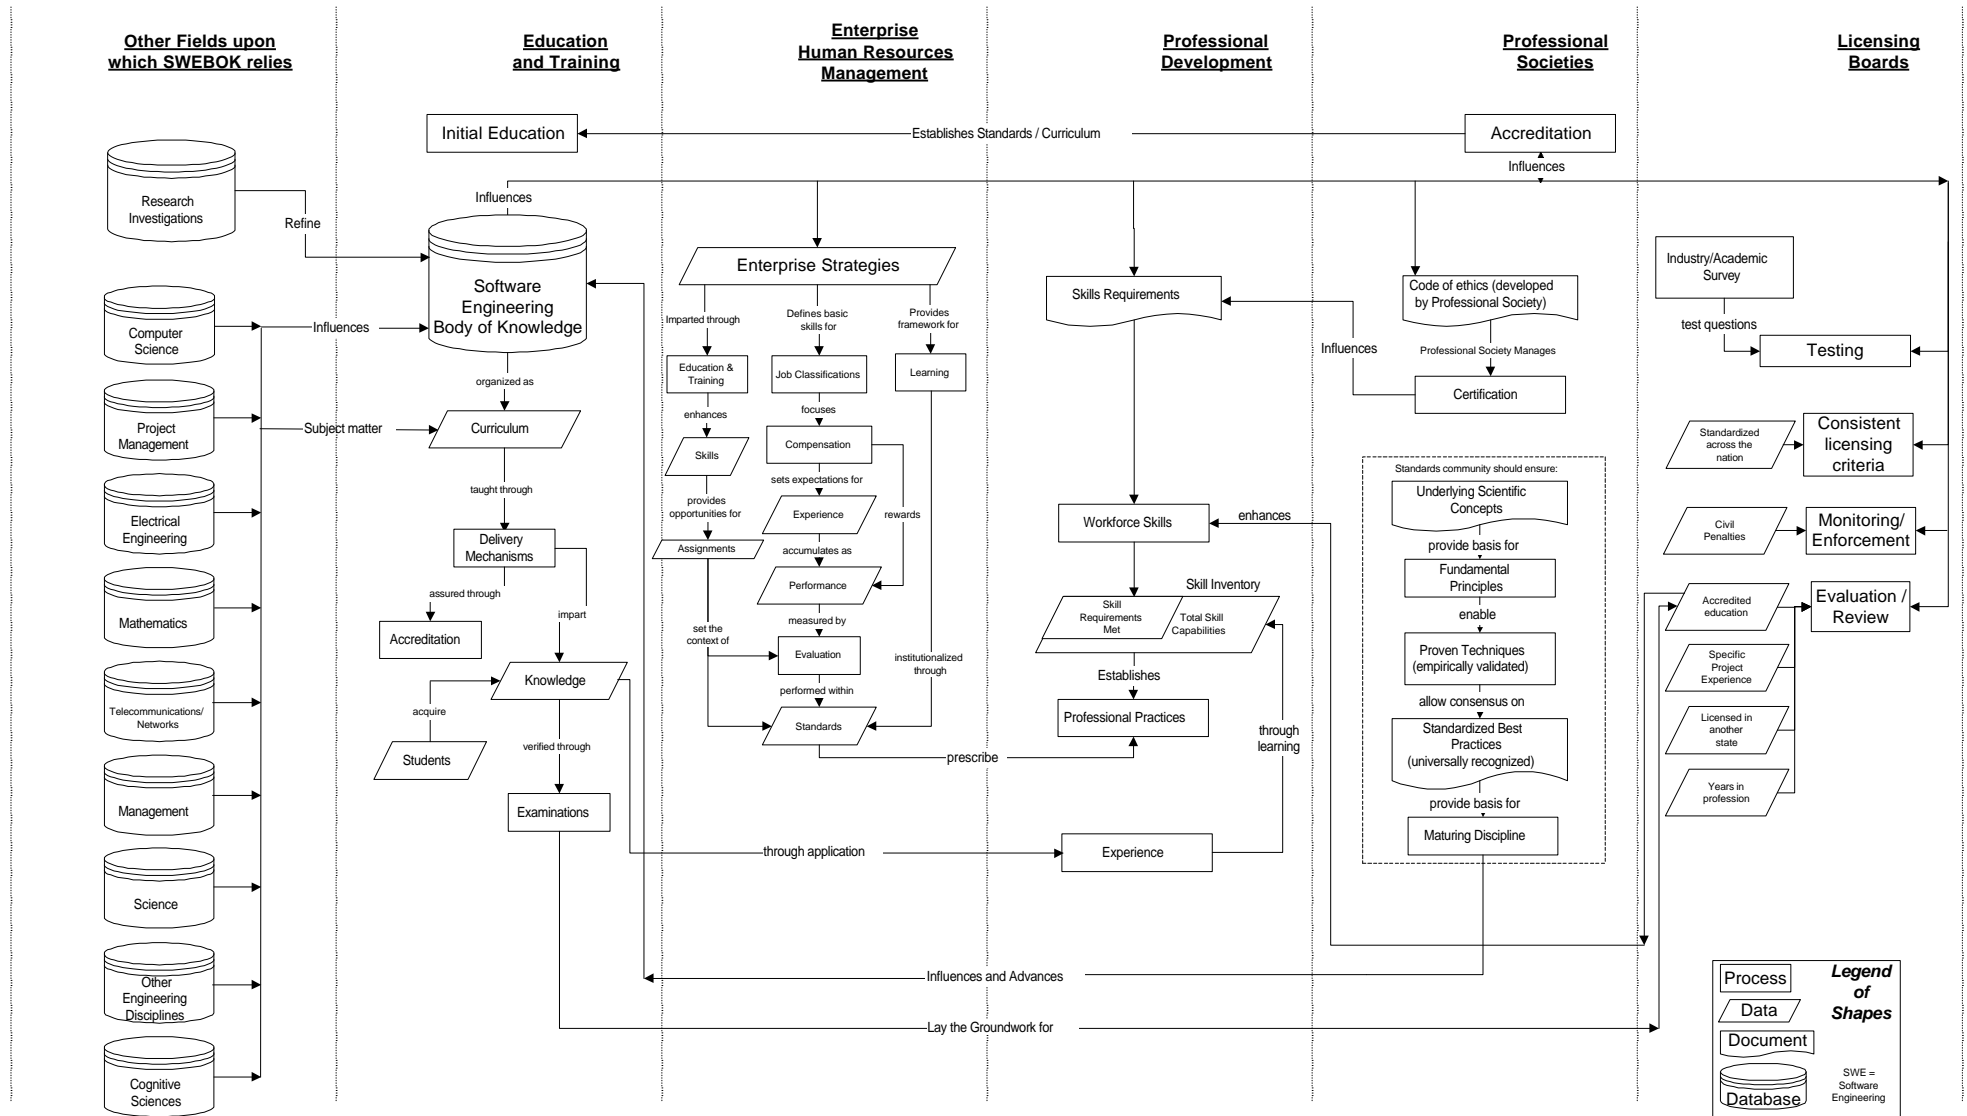 Other Fields upon
which SWEBOK relies
Education
and Training
Enterprise
Human Resources
Management
Professional
Development
Professional
Societies
Licensing
Boards
Research
Investigations
Refine
Computer
Science
Project
Management
Electrical
Engineering
Mathematics
Telecommunications/
Networks
Management
Science
Other
Engineering
Disciplines
Cognitive
Sciences
Influences
Subject matter
Initial Education
Establishes Standards / Curriculum
Accreditation
Influences
Influences
Software
Engineering
Body of Knowledge
organized as
Curriculum
taught through
Delivery
Mechanisms
assured through
Accreditation
impart
Knowledge
acquire
Students
verified through
Examinations
Enterprise Strategies
Imparted through
Defines basic
skills for
Provides
framework for
Education &
Training
Job Classifications
Learning
enhances
Skills
provides
opportunities for
Assignments
set the
context of
focuses
Compensation
sets expectations for
Experience
rewards
accumulates as
Performance
measured by
Evaluation
performed within
Standards
institutionalized
through
prescribe
through application
Skills Requirements
Workforce Skills
enhances
Skill Inventory
Skill
Requirements
Met
Total Skill
Capabilities
Establishes
Professional Practices
through
learning
Experience
Influences and Advances
Lay the Groundwork for
Code of ethics (developed
by Professional Society)
Professional Society Manages
Influences
Certification
Standards community should ensure:
Underlying Scientific
Concepts
provide basis for
Fundamental
Principles
enable
Proven Techniques
(empirically validated)
allow consensus on
Standardized Best
Practices
(universally recognized)
provide basis for
Maturing Discipline
Industry/Academic
Survey
test questions
Testing
Standardized
across the
nation
Consistent
licensing
criteria
Civil
Penalties
Monitoring/
Enforcement
Accredited
education
Evaluation /
Review
Specific
Project
Experience
Licensed in
another
state
Years in
profession
Legend
of
Shapes
Process
Data
Document
Database
SWE =
Software
Engineering